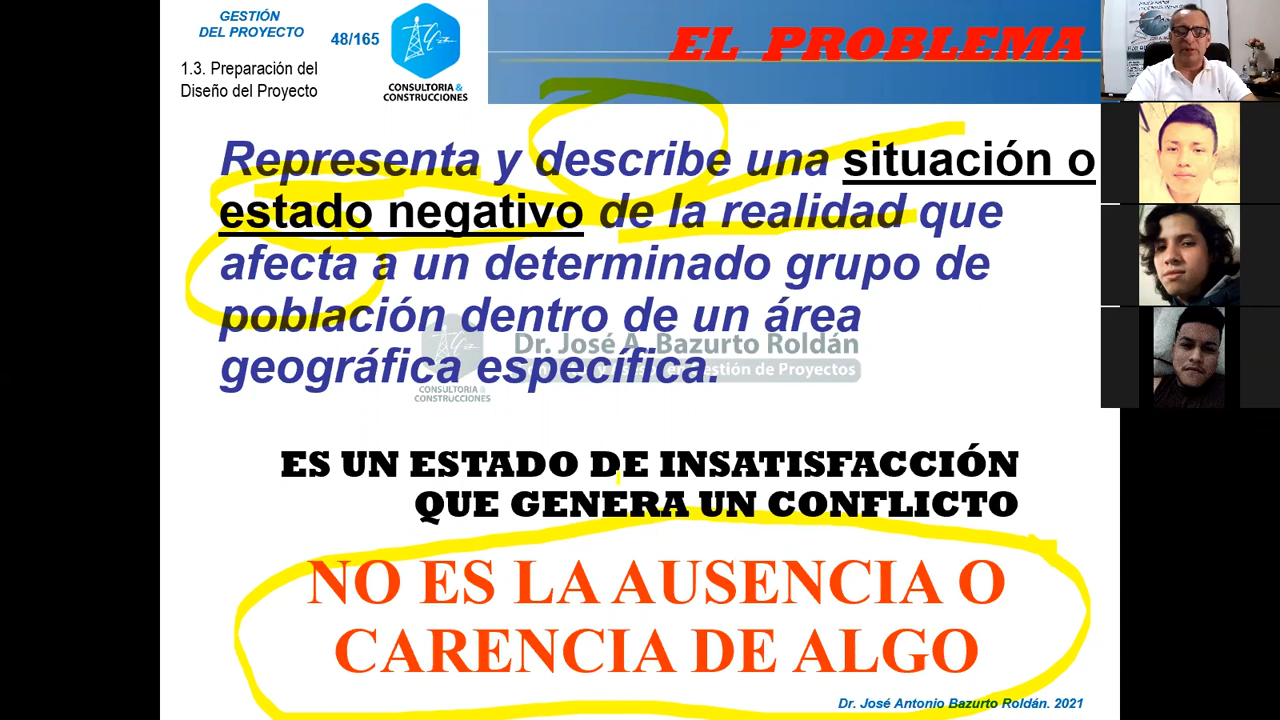 GESTIÓN
DEL PROYECTO
48/165
1.3. Preparación del
Diseño del Proyecto
CONSULTORIA&
CONSTRUCCIONES
EL PROBLEMA
Representa y describe una situación o
estado negativo de la realidad que
afecta a un determinado grupo de
población dentro de un área
geográfica específica.
Dr. José A. Bazurto Roldán
estión de Proyectos
CONSULTORIA&
CONSTRUCCIONES
ES UN ESTADO DE INSATISFACCIÓN
QUE GENERA UN CONFLICTO
NO ES LA AUSENCIA O
CARENCIA DE ALGO
Dr. José Antonio Bazurto Roldán. 2021